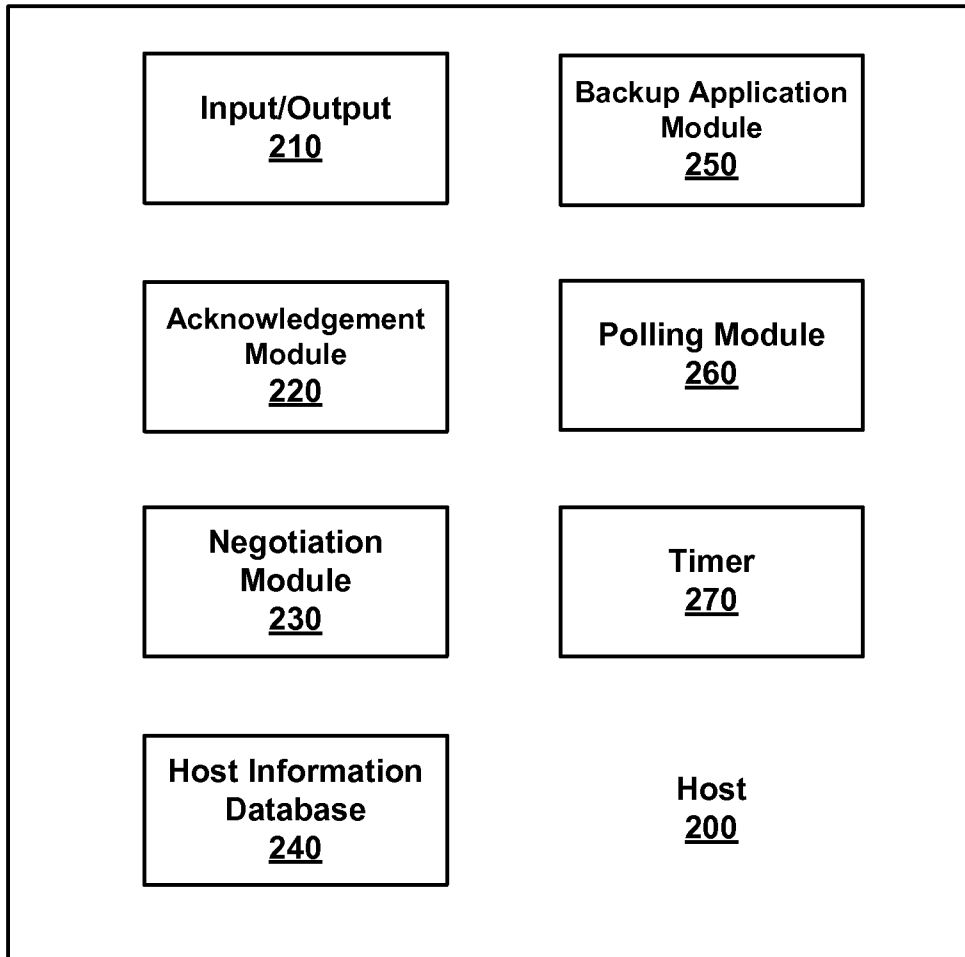 Input/Output
210
Backup Application
Module
250
Acknowledgement
Module
220
Polling Module
260
Negotiation
Module
230
Timer
270
Host Information
Database
240
Host
200